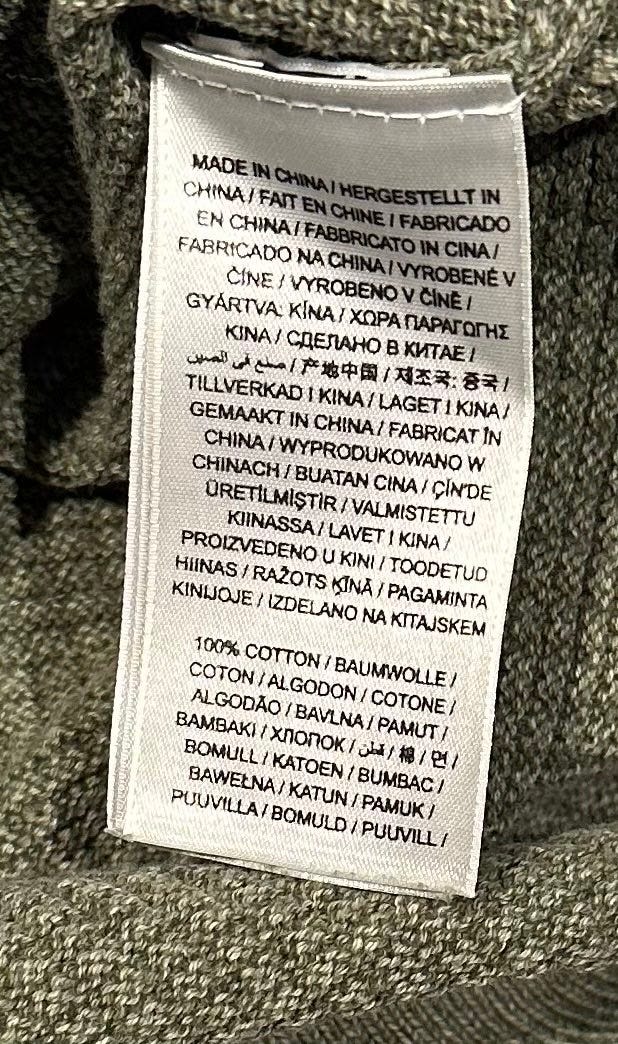 MADE IN CHINA / HERGESTELLT IN
CHINA / FAIT EN CHINE / FABRICADO
EN CHINA / FABBRICATO IN CINA /
FABRICADO NA CHINA / VYROBENÉ V
ČÍNE / VYROBENO V ČÍNĚ /
GYÁRTVA: KÍNA / ΧΩΡΑ ΠΑΡΑΓΩΓΗΣ
KINA / СДЕЛАНО В КИТАЕ /
صنع في الصين / 产地中国 / 제조국: 중국 /
TILLVERKAD I KINA / LAGET I KINA /
GEMAAKT IN CHINA / FABRICAT ÎN
CHINA / WYPRODUKOWANO W
CHINACH / BUATAN CINA / ÇİN'DE
ÜRETİLMİŞTİR / VALMISTETTU
KIINASSA / LAVET I KINA /
PROIZVEDENO U KINI / TOODETUD
HIINAS / RAŽOTS ĶĪNĀ / PAGAMINTA
KINIJOJE / IZDELANO NA KITAJSKEM
100% COTTON / BAUMWOLLE /
COTON / ALGODON / COTONE /
ALGODÃO / BAVLNA / PAMUT /
BAMBAKI / ХЛОПОК / قطن / 棉 / 면 /
BOMULL / KATOEN / BUMBAC /
BAWEŁNA / KATUN / PAMUK /
PUUVILLA / BOMULD / PUUVILL /